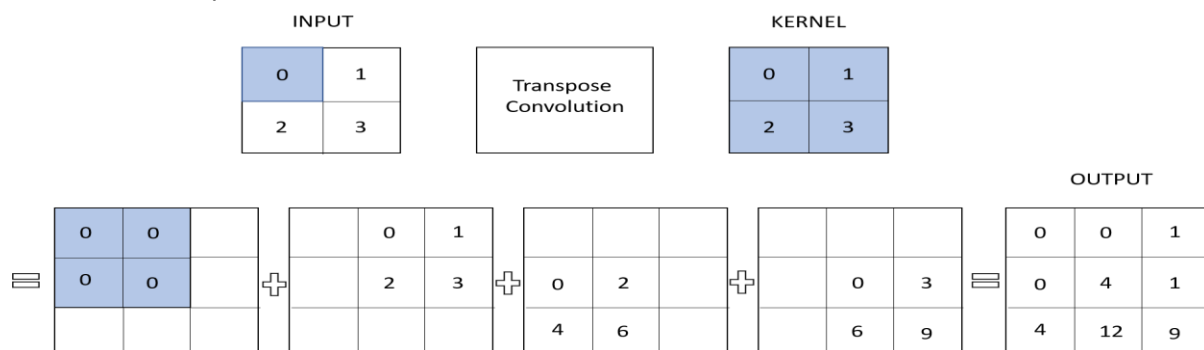 INPUT KERNEL
0 1 Transpose Convolution 0 1
2 3 2 3
OUTPUT
0 0 0 1 0 0 1
= 0 0 + 2 3 + 0 2 + 0 3 = 0 4 1
4 6 6 9 4 12 9